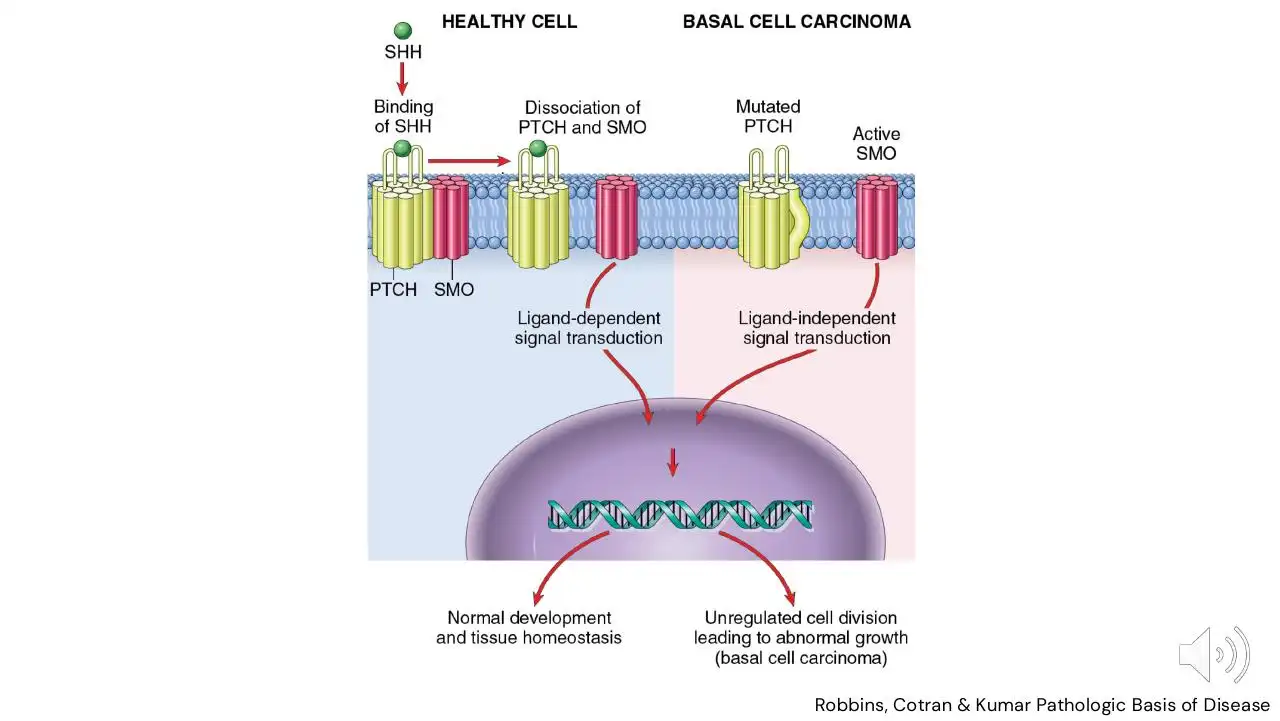 HEALTHY CELL
BASAL CELL CARCINOMA
SHH
Binding
of SHH
Dissociation of
PTCH and SMO
Mutated
PTCH
Active
SMO
PTCH
SMO
Ligand-dependent
signal transduction
Ligand-independent
signal transduction
Normal development
and tissue homeostasis
Unregulated cell division
leading to abnormal growth
(basal cell carcinoma)
Robbins, Cotran & Kumar Pathologic Basis of Disease